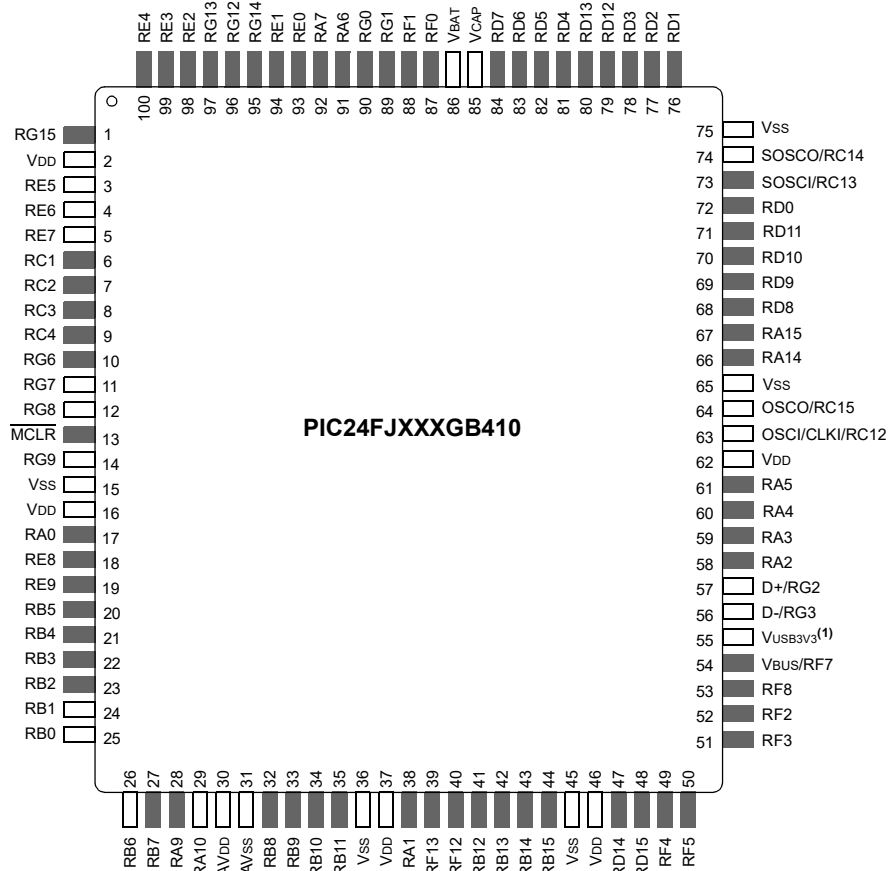 RE4 RE3 RE2 RG13 RG12 RG14 RE1 RE0 RA7 RA6 RG0 RG1 RF1 RF0 VBAT VCAP RD7 RD6 RD5 RD4 RD13 RD12 RD3 RD2 RD1
100 99 98 97 96 95 94 93 92 91 90 89 88 87 86 85 84 83 82 81 80 79 78 77 76
RG15 1
VDD 2
RE5 3
RE6 4
RE7 5
RC1 6
RC2 7
RC3 8
RC4 9
RG6 10
RG7 11
RG8 12
MCLR 13
RG9 14
VSS 15
VDD 16
RA0 17
RE8 18
RE9 19
RB5 20
RB4 21
RB3 22
RB2 23
RB1 24
RB0 25
PIC24FJXXXGB410
75 VSS
74 SOSCO/RC14
73 SOSCI/RC13
72 RD0
71 RD11
70 RD10
69 RD9
68 RD8
67 RA15
66 RA14
65 VSS
64 OSCO/RC15
63 OSCI/CLKI/RC12
62 VDD
61 RA5
60 RA4
59 RA3
58 RA2
57 D+/RG2
56 D-/RG3
55 VUSB3V3(1)
54 VBUS/RF7
53 RF8
52 RF2
51 RF3
26 27 28 29 30 31 32 33 34 35 36 37 38 39 40 41 42 43 44 45 46 47 48 49 50
RB6 RB7 RA9 RA10 AVDD AVSS RB8 RB9 RB10 RB11 VSS VDD RA1 RF13 RF12 RB12 RB13 RB14 RB15 VSS VDD RD14 RD15 RF4 RF5